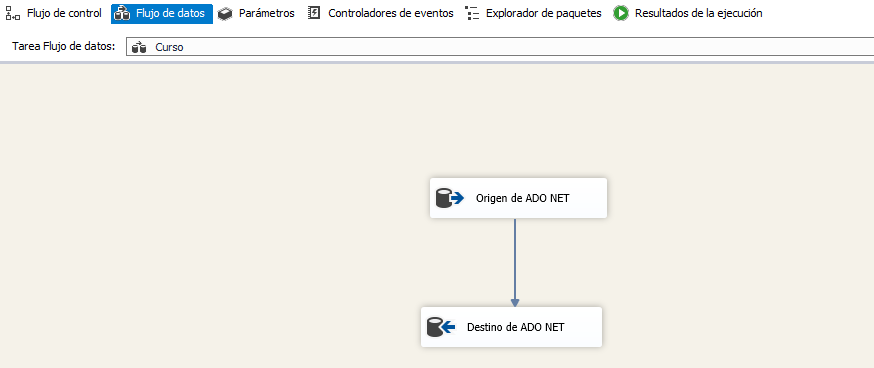 Flujo de control Flujo de datos Parámetros Controladores de eventos Explorador de paquetes Resultados de la ejecución
Tarea Flujo de datos: Curso
Origen de ADO NET
Destino de ADO NET